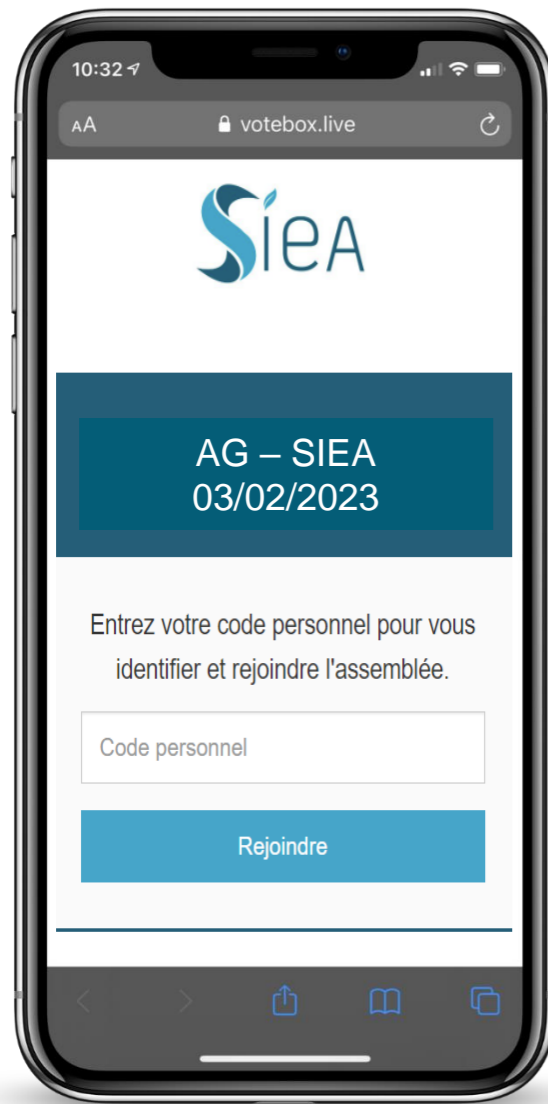 10:32
AA votebox.live
SIeA
AG – SIEA
03/02/2023
Entrez votre code personnel pour vous
identifier et rejoindre l'assemblée.
Code personnel
Rejoindre